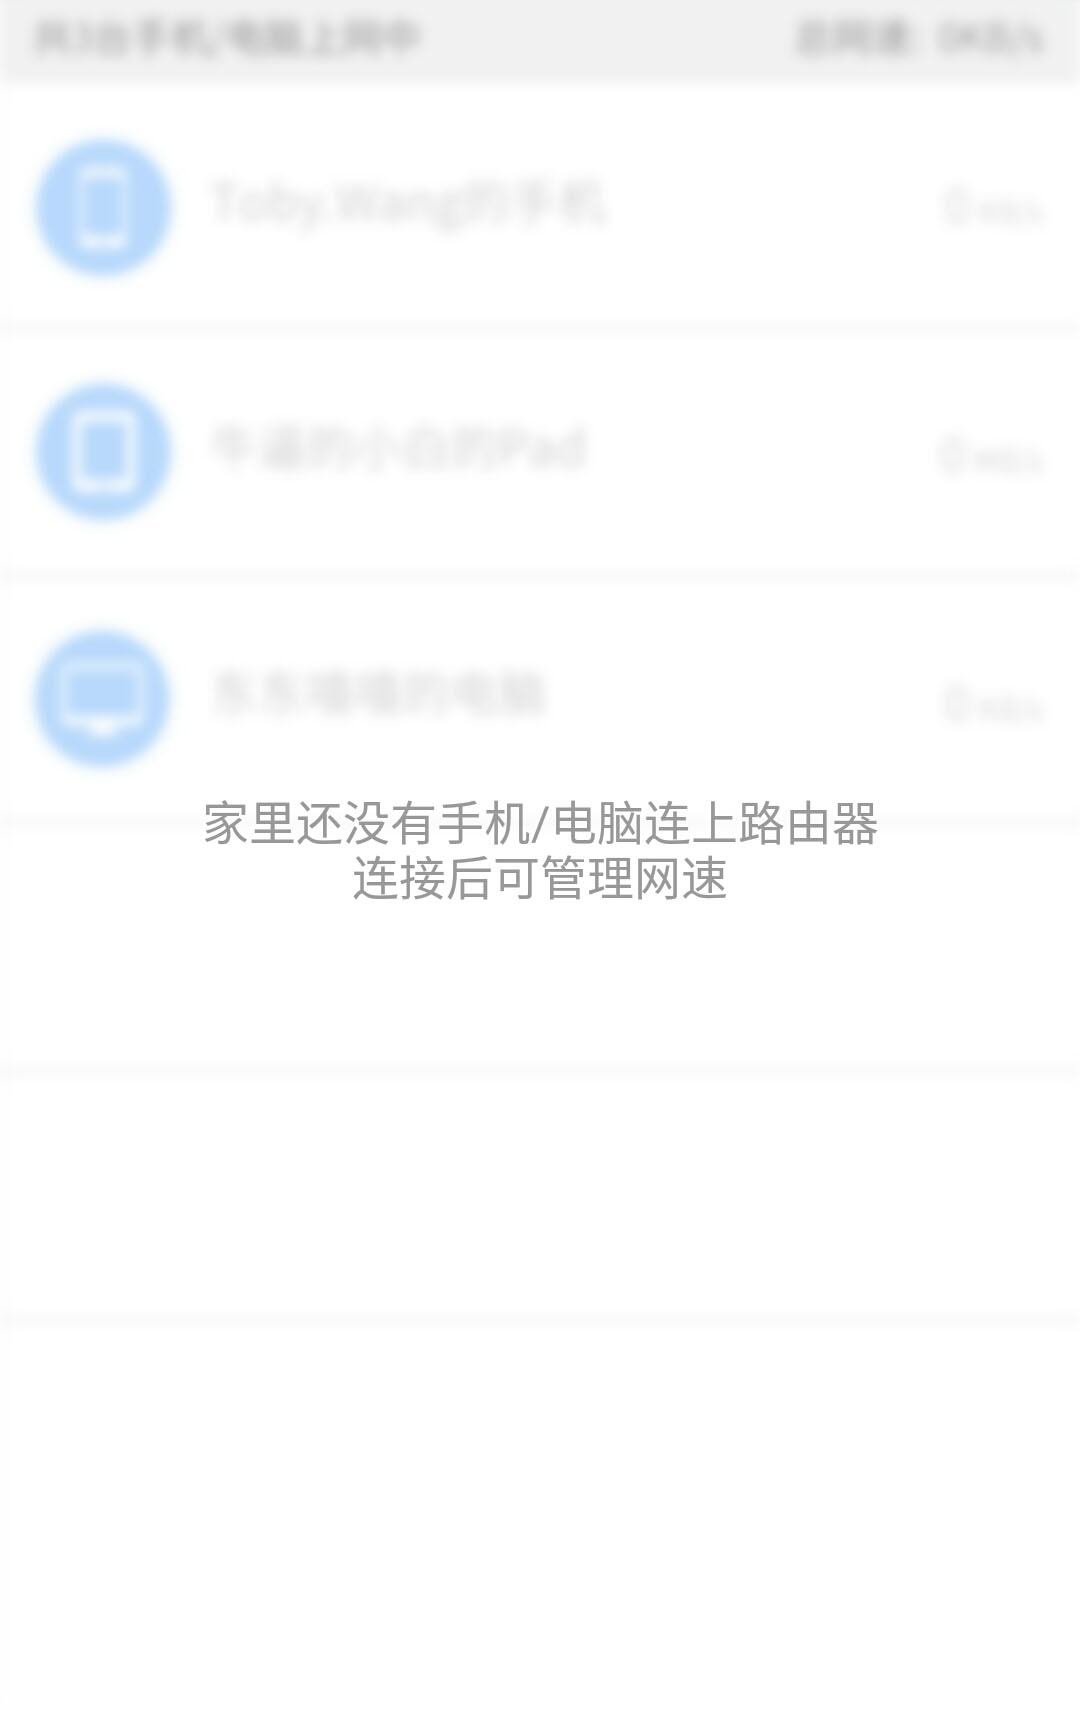 共3台手机/电脑上网中
总网速: 0KB/s
Toby.Wang的手机
0 KB/s
牛逼的小白的Pad
0 KB/s
东东嘻嘻的电脑
0 KB/s
家里还没有手机/电脑连上路由器
连接后可管理网速